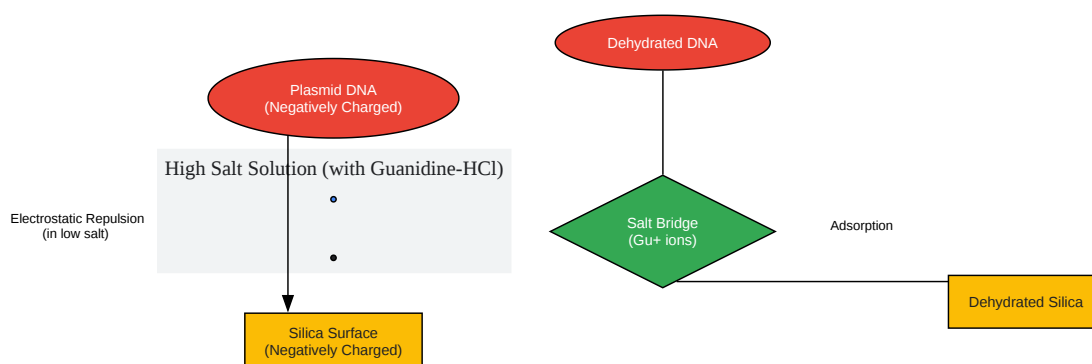 Plasmid DNA
(Negatively Charged)
High Salt Solution (with Guanidine-HCl)
Electrostatic Repulsion
(in low salt)
Silica Surface
(Negatively Charged)
Dehydrated DNA
Salt Bridge
(Gu+ ions)
Adsorption
Dehydrated Silica